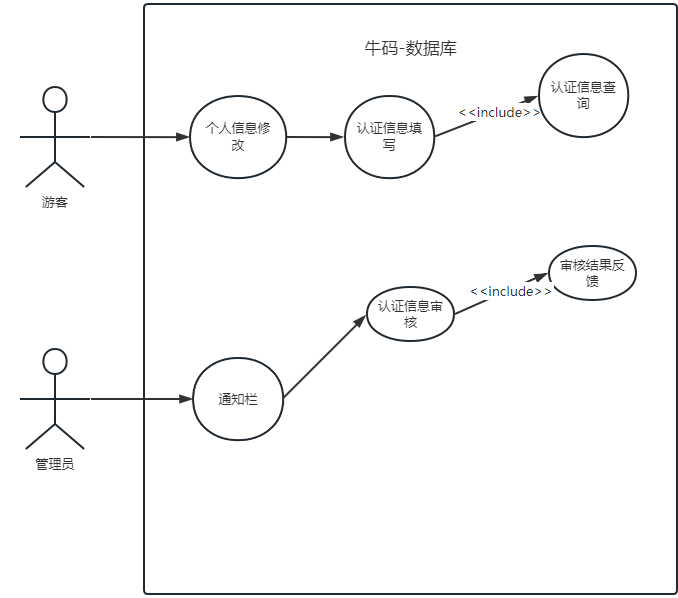 牛码-数据库
认证信息查
询
<<include>>
个人信息修
改
认证信息填
写
游客
审核结果反
馈
<<include>>
认证信息审
核
通知栏
管理员